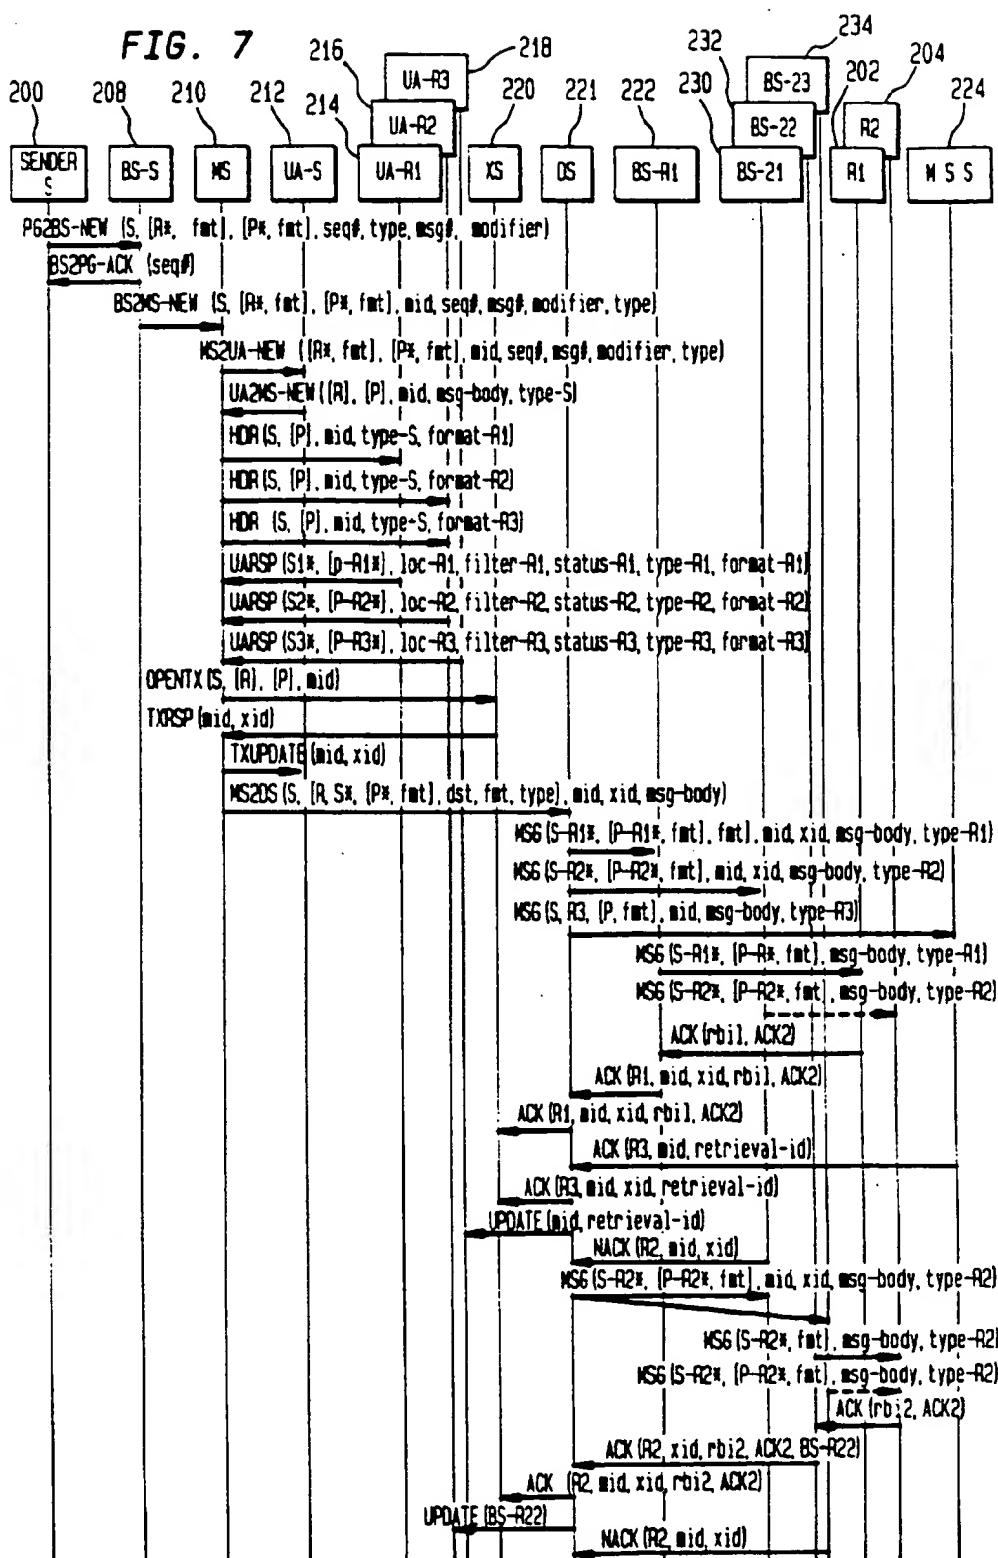 FIG. 7
200 208 210 212 216 214 218 220 221 222 232 230 234 202 204 224
SENDER S
BS-S
MS
UA-S
UA-R3
UA-R2
UA-R1
XS
DS
BS-R1
BS-23
BS-22
BS-21
R2
R1
M S S
PG2BS-NEW (S, [R*, fmt], [P*, fmt], seq#, type, msg#, modifier)
BS2PG-ACK (seq#)
BS2MS-NEW (S, [R*, fmt], [P*, fmt], mid, seq#, msg#, modifier, type)
MS2UA-NEW ([R*, fmt], [P*, fmt], mid, seq#, msg#, modifier, type)
UA2MS-NEW ([R], [P], mid, msg-body, type-S)
HDR (S, [P], mid, type-S, format-R1)
HDR (S, [P], mid, type-S, format-R2)
HDR (S, [P], mid, type-S, format-R3)
UARSP (S1*, [p-R1*], loc-R1, filter-R1, status-R1, type-R1, format-R1)
UARSP (S2*, [P-R2*], loc-R2, filter-R2, status-R2, type-R2, format-R2)
UARSP (S3*, [P-R3*], loc-R3, filter-R3, status-R3, type-R3, format-R3)
OPENTX (S, [R], [P], mid)
TXRSP (mid, xid)
TXUPDATE (mid, xid)
MS2DS (S, [R, S*, [P*, fmt], dst, fmt, type], mid, xid, msg-body)
MSG (S-R1*, [P-R1*, fmt], fmt], mid, xid, msg-body, type-R1)
MSG (S-R2*, [P-R2*, fmt], mid, xid, msg-body, type-R2)
MSG (S, R3, [P, fmt], mid, msg-body, type-R3)
MSG (S-R1*, [P-R*, fmt], msg-body, type-R1)
MSG (S-R2*, [P-R2*, fmt], msg-body, type-R2)
ACK (rbi1, ACK2)
ACK (R1, mid, xid, rbi1, ACK2)
ACK (R1, mid, xid, rbi1, ACK2)
ACK (R3, mid, retrieval-id)
ACK (R3, mid, xid, retrieval-id)
UPDATE (mid, retrieval-id)
NACK (R2, mid, xid)
MSG (S-R2*, [P-R2*, fmt], mid, xid, msg-body, type-R2)
MSG (S-R2*, fmt], msg-body, type-R2)
MSG (S-R2*, [P-R2*, fmt], msg-body, type-R2)
ACK (rbi2, ACK2)
ACK (R2, xid, rbi2, ACK2, BS-R22)
ACK (R2, mid, xid, rbi2, ACK2)
UPDATE (BS-R22)
NACK (R2, mid, xid)